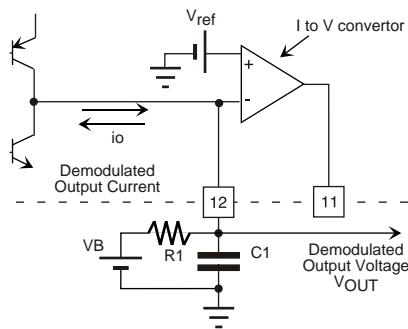 Vref
I to V convertor
+
-
io
Demodulated
Output Current
12
11
VB
R1
C1
Demodulated
Output Voltage
VOUT